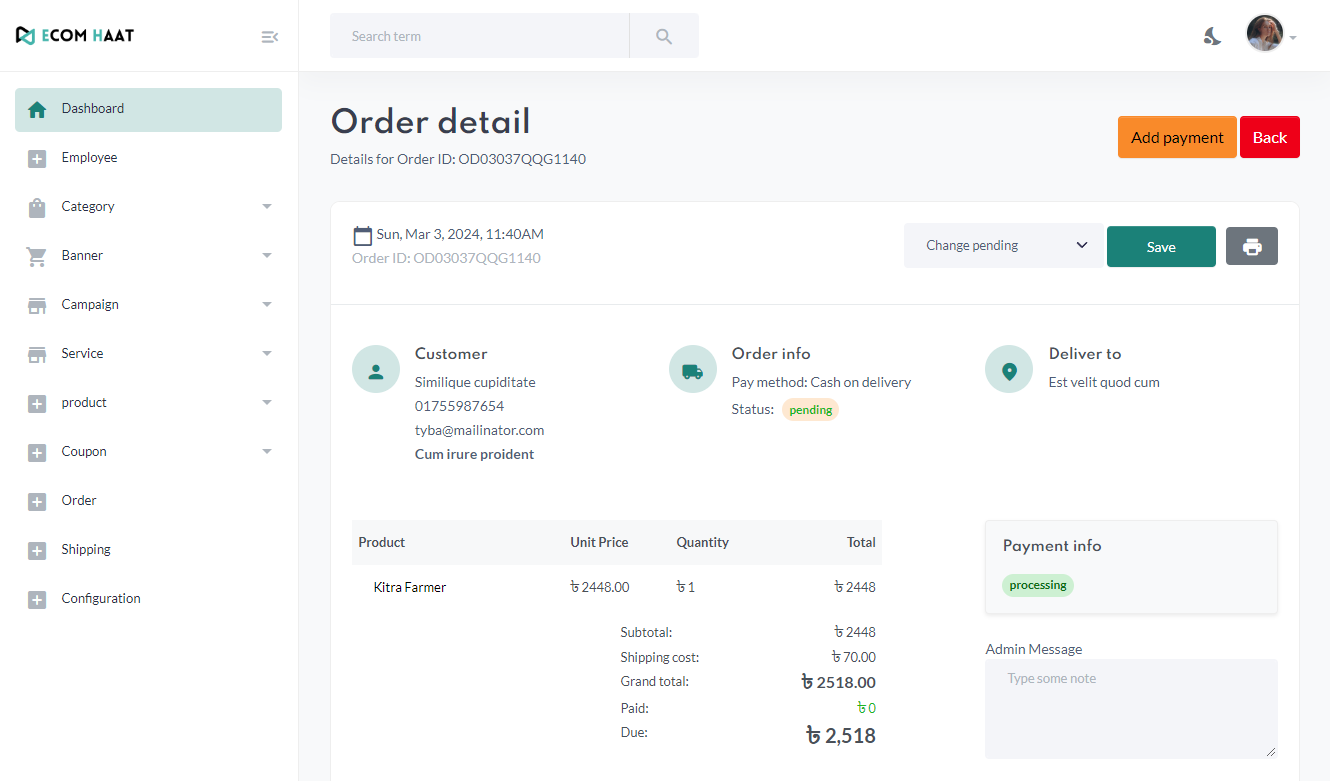 ECOM HAAT
Search term
Dashboard
Employee
Category
Banner
Campaign
Service
product
Coupon
Order
Shipping
Configuration
Order detail
Details for Order ID: OD03037QQG1140
Add payment
Back
Sun, Mar 3, 2024, 11:40AM
Order ID: OD03037QQG1140
Change pending
Save
Customer
Similique cupiditate
01755987654
tyba@mailinator.com
Cum irure proident
Order info
Pay method: Cash on delivery
Status: pending
Deliver to
Est velit quod cum
Product Unit Price Quantity Total
Kitra Farmer ৳ 2448.00 ৳ 1 ৳ 2448
Subtotal: ৳ 2448
Shipping cost: ৳ 70.00
Grand total: ৳ 2518.00
Paid: ৳ 0
Due: ৳ 2,518
Payment info
processing
Admin Message
Type some note